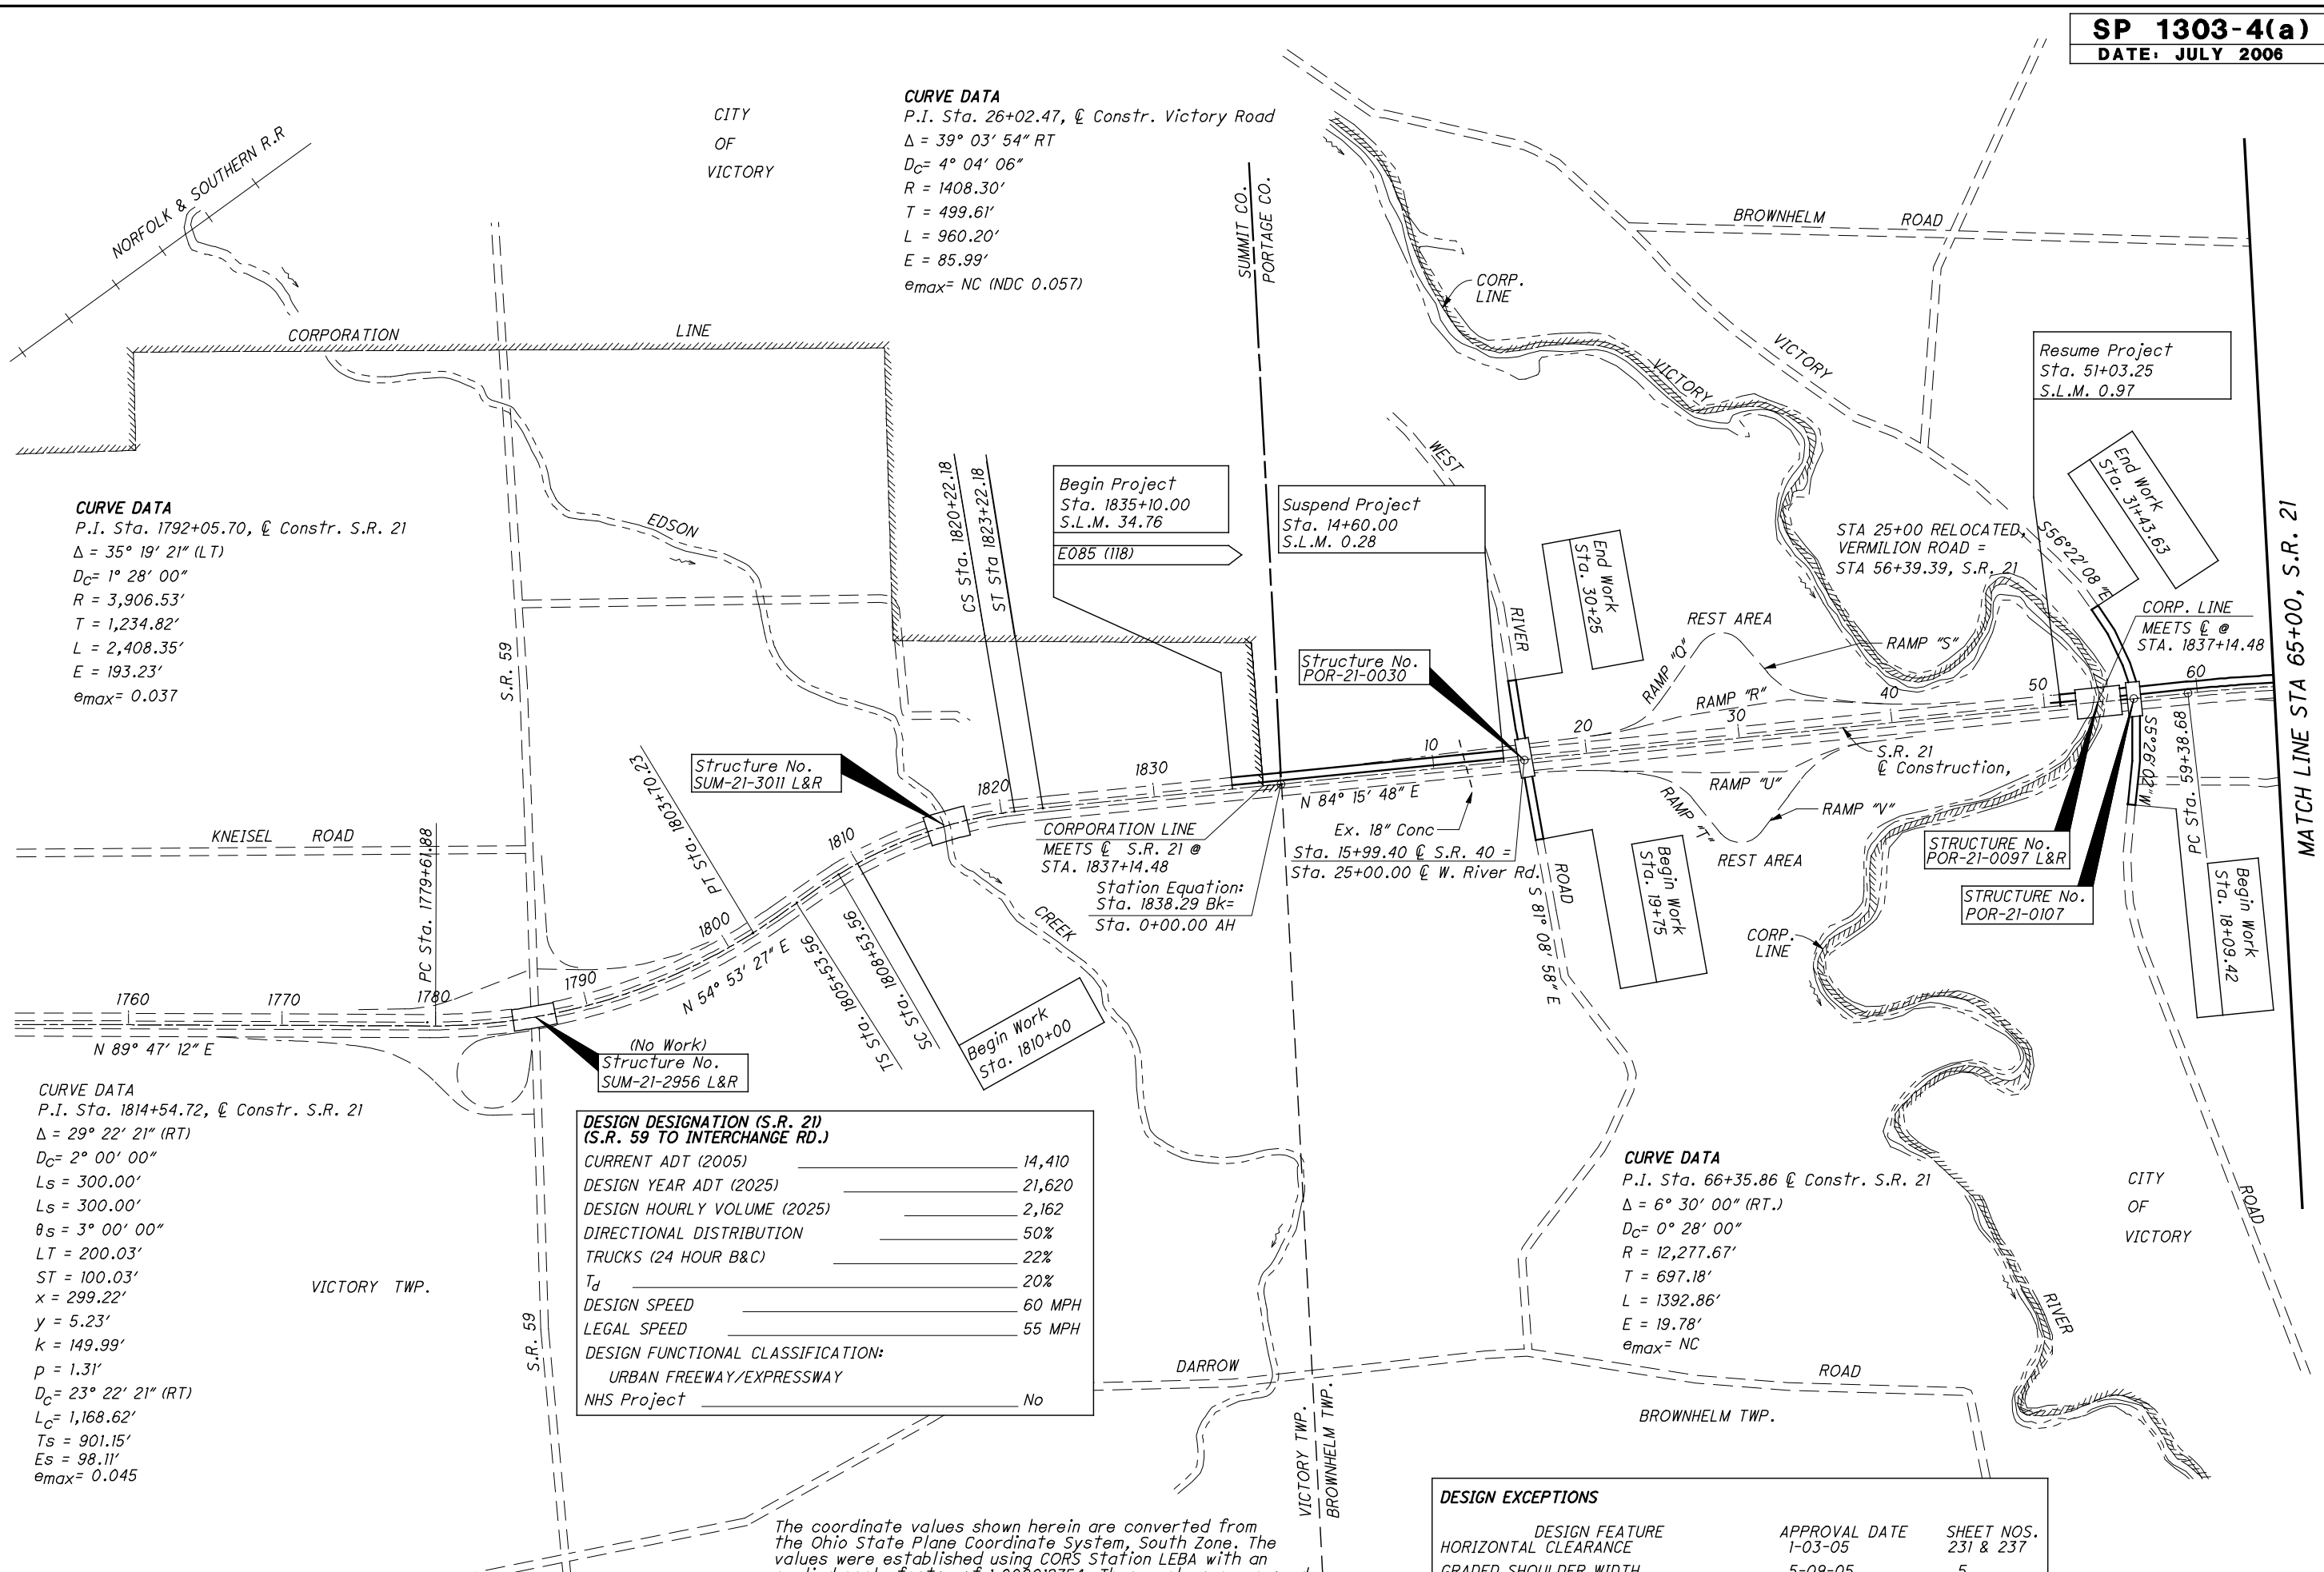 SP 1303-4(a)
DATE: JULY 2006
CITY
OF
VICTORY
CURVE DATA
P.I. Sta. 26+02.47, ℄ Constr. Victory Road
Δ = 39° 03' 54" RT
Dc= 4° 04' 06"
R = 1408.30'
T = 499.61'
L = 960.20'
E = 85.99'
emax= NC (NDC 0.057)
NORFOLK & SOUTHERN R.R
CORPORATION LINE
SUMMIT CO.
PORTAGE CO.
CORP.
LINE
BROWNHELM ROAD
VICTORY
VICTORY
Resume Project
Sta. 51+03.25
S.L.M. 0.97
CURVE DATA
P.I. Sta. 1792+05.70, ℄ Constr. S.R. 21
Δ = 35° 19' 21" (LT)
Dc= 1° 28' 00"
R = 3,906.53'
T = 1,234.82'
L = 2,408.35'
E = 193.23'
emax= 0.037
S.R. 59
EDSON
CS Sta. 1820+22.18
ST Sta 1823+22.18
Begin Project
Sta. 1835+10.00
S.L.M. 34.76
E085 (118)
Suspend Project
Sta. 14+60.00
S.L.M. 0.28
WEST
RIVER
End Work
Sta. 30+25
STA 25+00 RELOCATED,
VERMILION ROAD =
STA 56+39.39, S.R. 21
S56°22'08"E
End Work
Sta. 31+43.63
CORP. LINE
MEETS ℄ @
STA. 1837+14.48
MATCH LINE STA 65+00, S.R. 21
REST AREA
RAMP "Q"
RAMP "S"
RAMP "R"
Structure No.
POR-21-0030
Structure No.
SUM-21-3011 L&R
10
20
30
40
50
60
S.R. 21
℄ Construction,
RAMP "U"
RAMP "V"
RAMP "T"
REST AREA
N 84° 15' 48" E
Ex. 18" Conc
Sta. 15+99.40 ℄ S.R. 40 =
Sta. 25+00.00 ℄ W. River Rd.
CORPORATION LINE
MEETS ℄ S.R. 21 @
STA. 1837+14.48
Station Equation:
Sta. 1838.29 Bk=
Sta. 0+00.00 AH
ROAD
S 81° 08' 58" E
Begin Work
Sta. 19+75
STRUCTURE No.
POR-21-0097 L&R
STRUCTURE No.
POR-21-0107
S5°26'02"W
PC Sta. 59+38.68
Begin Work
Sta. 18+09.42
CORP.
LINE
KNEISEL ROAD
PC Sta. 1779+61.88
PT Sta. 1803+70.23
1760
1770
1780
1790
1800
1810
1820
1830
N 89° 47' 12" E
N 54° 53' 27" E
TS Sta. 1805+53.56
SC Sta. 1808+53.56
Begin Work
Sta. 1810+00
CREEK
(No Work)
Structure No.
SUM-21-2956 L&R
CURVE DATA
P.I. Sta. 1814+54.72, ℄ Constr. S.R. 21
Δ = 29° 22' 21" (RT)
Dc= 2° 00' 00"
Ls = 300.00'
Ls = 300.00'
θs = 3° 00' 00"
LT = 200.03'
ST = 100.03'
x = 299.22'
y = 5.23'
k = 149.99'
p = 1.31'
Dc= 23° 22' 21" (RT)
Lc= 1,168.62'
Ts = 901.15'
Es = 98.11'
emax= 0.045
VICTORY TWP.
S.R. 59
DESIGN DESIGNATION (S.R. 21)
(S.R. 59 TO INTERCHANGE RD.)
CURRENT ADT (2005) 14,410
DESIGN YEAR ADT (2025) 21,620
DESIGN HOURLY VOLUME (2025) 2,162
DIRECTIONAL DISTRIBUTION 50%
TRUCKS (24 HOUR B&C) 22%
Td 20%
DESIGN SPEED 60 MPH
LEGAL SPEED 55 MPH
DESIGN FUNCTIONAL CLASSIFICATION:
URBAN FREEWAY/EXPRESSWAY
NHS Project No
CURVE DATA
P.I. Sta. 66+35.86 ℄ Constr. S.R. 21
Δ = 6° 30' 00" (RT.)
Dc= 0° 28' 00"
R = 12,277.67'
T = 697.18'
L = 1392.86'
E = 19.78'
emax= NC
CITY
OF
VICTORY
ROAD
RIVER
DARROW
ROAD
BROWNHELM TWP.
VICTORY TWP.
BROWNHELM TWP.
The coordinate values shown herein are converted from
the Ohio State Plane Coordinate System, South Zone. The
values were established using CORS Station LEBA with an
DESIGN EXCEPTIONS
DESIGN FEATURE APPROVAL DATE SHEET NOS.
HORIZONTAL CLEARANCE 1-03-05 231 & 237
GRADED SHOULDER WIDTH 5-09-05 5